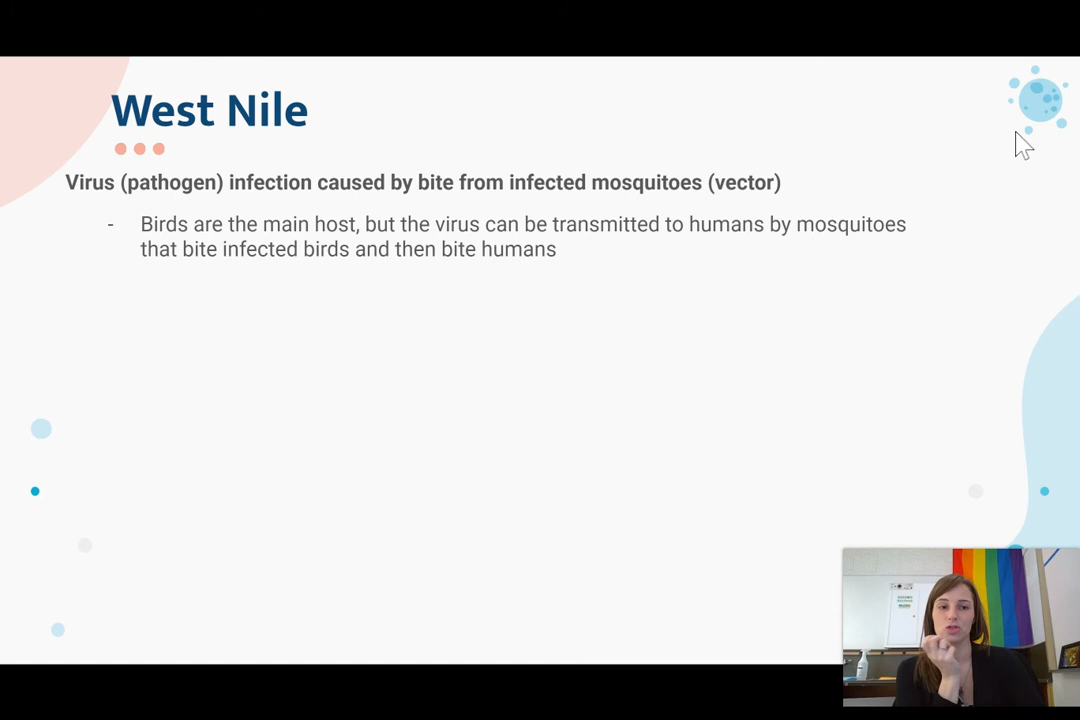 West Nile
Virus (pathogen) infection caused by bite from infected mosquitoes (vector)
- Birds are the main host, but the virus can be transmitted to humans by mosquitoes
that bite infected birds and then bite humans